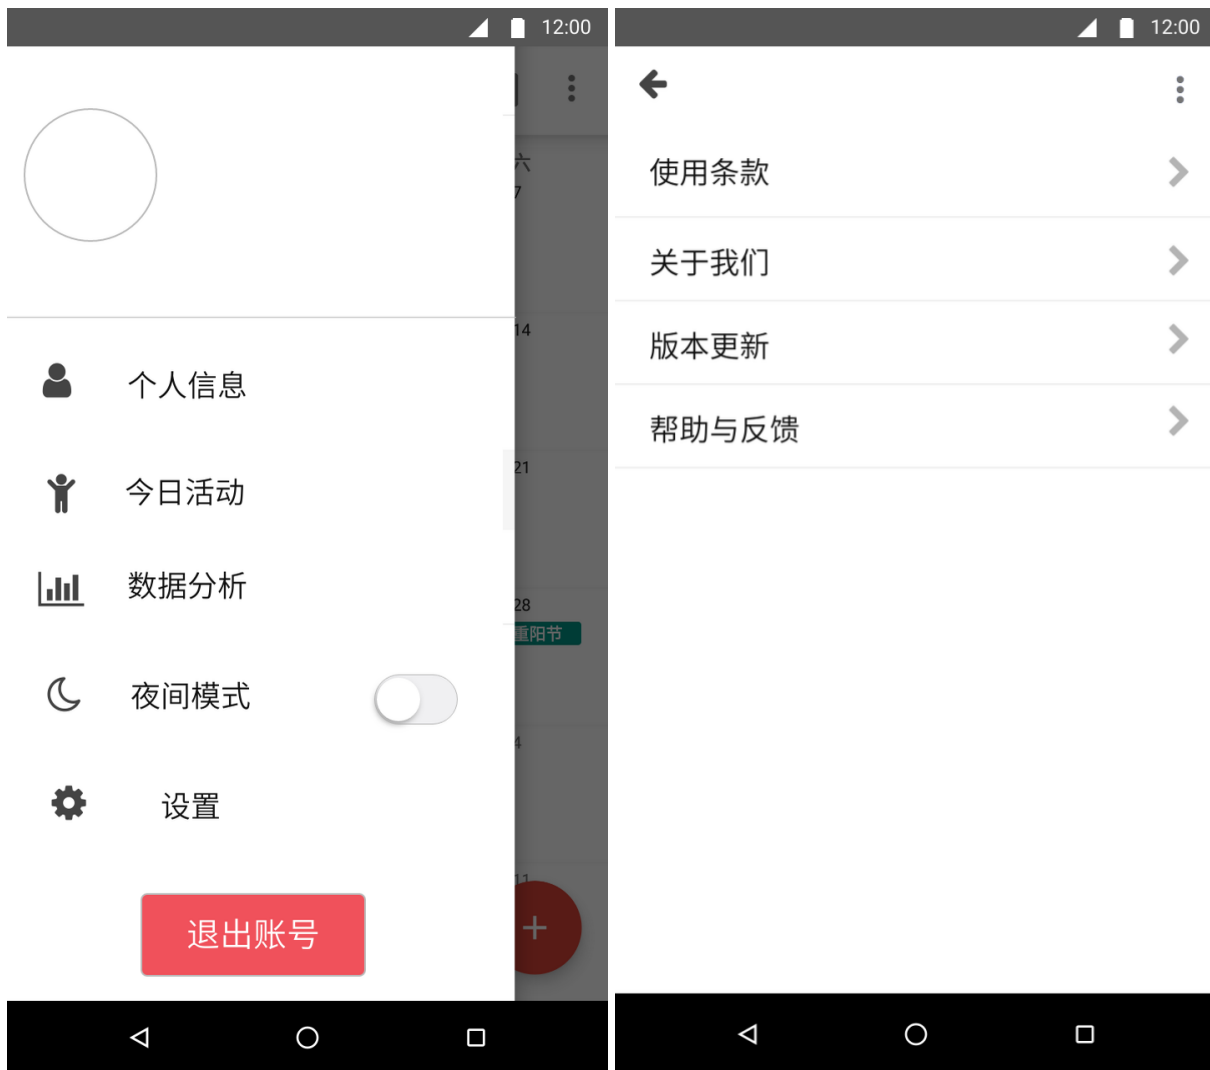 12:00
六
7
14
个人信息
21
今日活动
数据分析
28
重阳节
夜间模式
4
设置
11
退出账号
12:00
使用条款
关于我们
版本更新
帮助与反馈